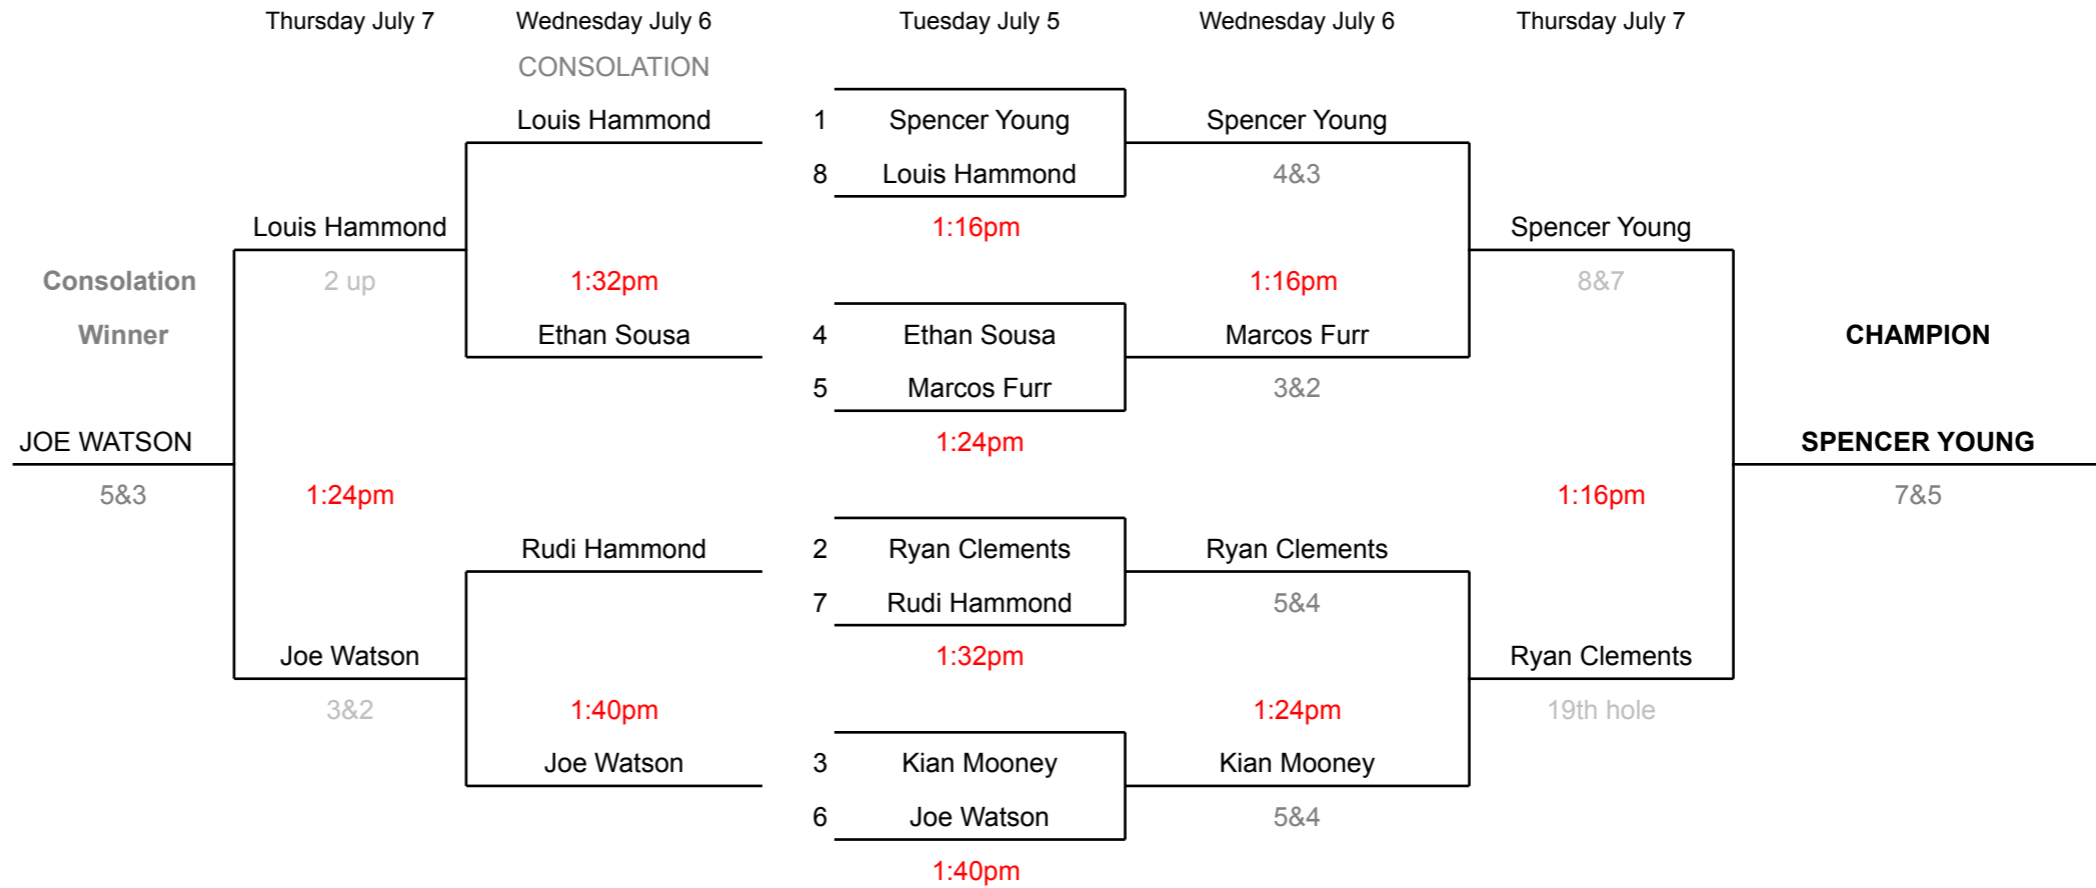 Thursday July 7 Wednesday July 6 Tuesday July 5 Wednesday July 6 Thursday July 7
CONSOLATION
Louis Hammond 1 Spencer Young Spencer Young
8 Louis Hammond 4&3
Louis Hammond 1:16pm Spencer Young
Consolation 2 up 1:32pm 1:16pm 8&7
Winner Ethan Sousa 4 Ethan Sousa Marcos Furr CHAMPION
5 Marcos Furr 3&2
JOE WATSON 1:24pm SPENCER YOUNG
5&3 1:24pm 1:16pm 7&5
Rudi Hammond 2 Ryan Clements Ryan Clements
7 Rudi Hammond 5&4
Joe Watson 1:32pm Ryan Clements
3&2 1:40pm 1:24pm 19th hole
Joe Watson 3 Kian Mooney Kian Mooney
6 Joe Watson 5&4
1:40pm